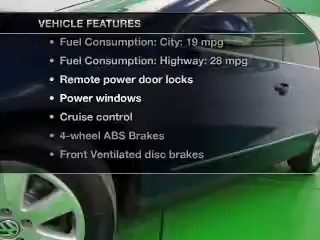 VEHICLE FEATURES
• Fuel Consumption: City: 19 mpg
• Fuel Consumption: Highway: 28 mpg
• Remote power door locks
• Power windows
• Cruise control
• 4-wheel ABS Brakes
• Front Ventilated disc brakes